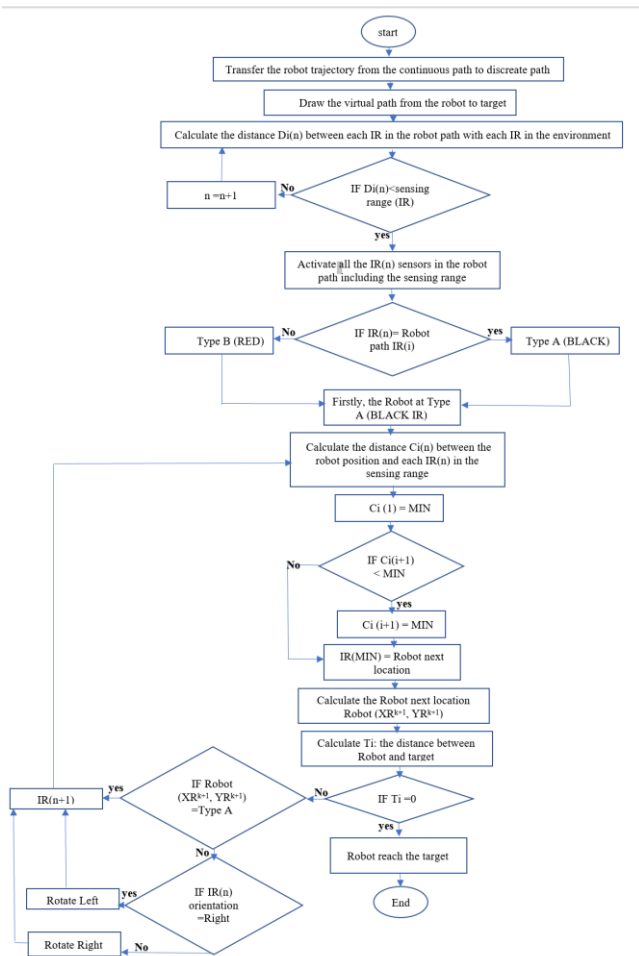 start
Transfer the robot trajectory from the continuous path to discreate path
Draw the virtual path from the robot to target
Calculate the distance Di(n) between each IR in the robot path with each IR in the environment
n =n+1
No
IF Di(n)<sensing
range (IR)
yes
Activate all the IR(n) sensors in the robot
path including the sensing range
Type B (RED)
No
IF IR(n)= Robot
path IR(i)
yes
Type A (BLACK)
Firstly, the Robot at Type
A (BLACK IR)
Calculate the distance Ci(n) between the
robot position and each IR(n) in the
sensing range
Ci (1) = MIN
No
IF Ci(i+1)
< MIN
yes
Ci (i+1) = MIN
IR(MIN) = Robot next
location
Calculate the Robot next location
Robot (XRᵏ⁺¹, YRᵏ⁺¹)
Calculate Ti: the distance between
Robot and target
IR(n+1)
yes
IF Robot
(XRᵏ⁺¹, YRᵏ⁺¹)
=Type A
No
IF Ti =0
yes
Robot reach the target
No
Rotate Left
yes
IF IR(n)
orientation
=Right
End
Rotate Right
No